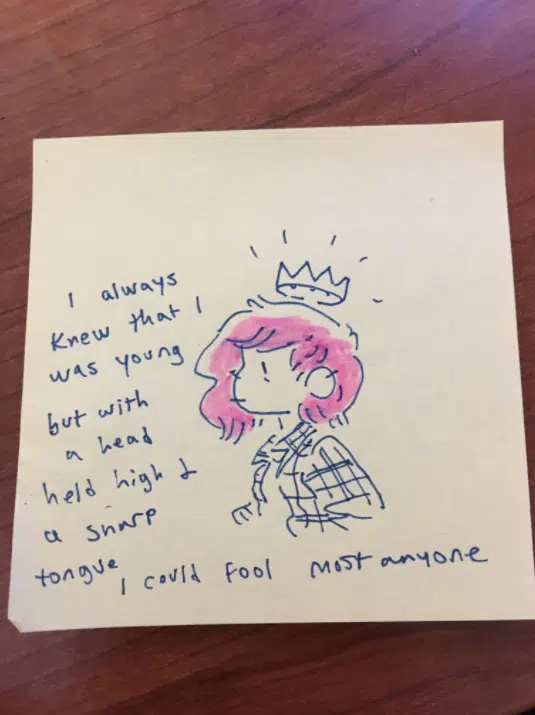 I always
Knew that I
was young
but with
a head
held high &
a sharp
tongue
I could fool most anyone